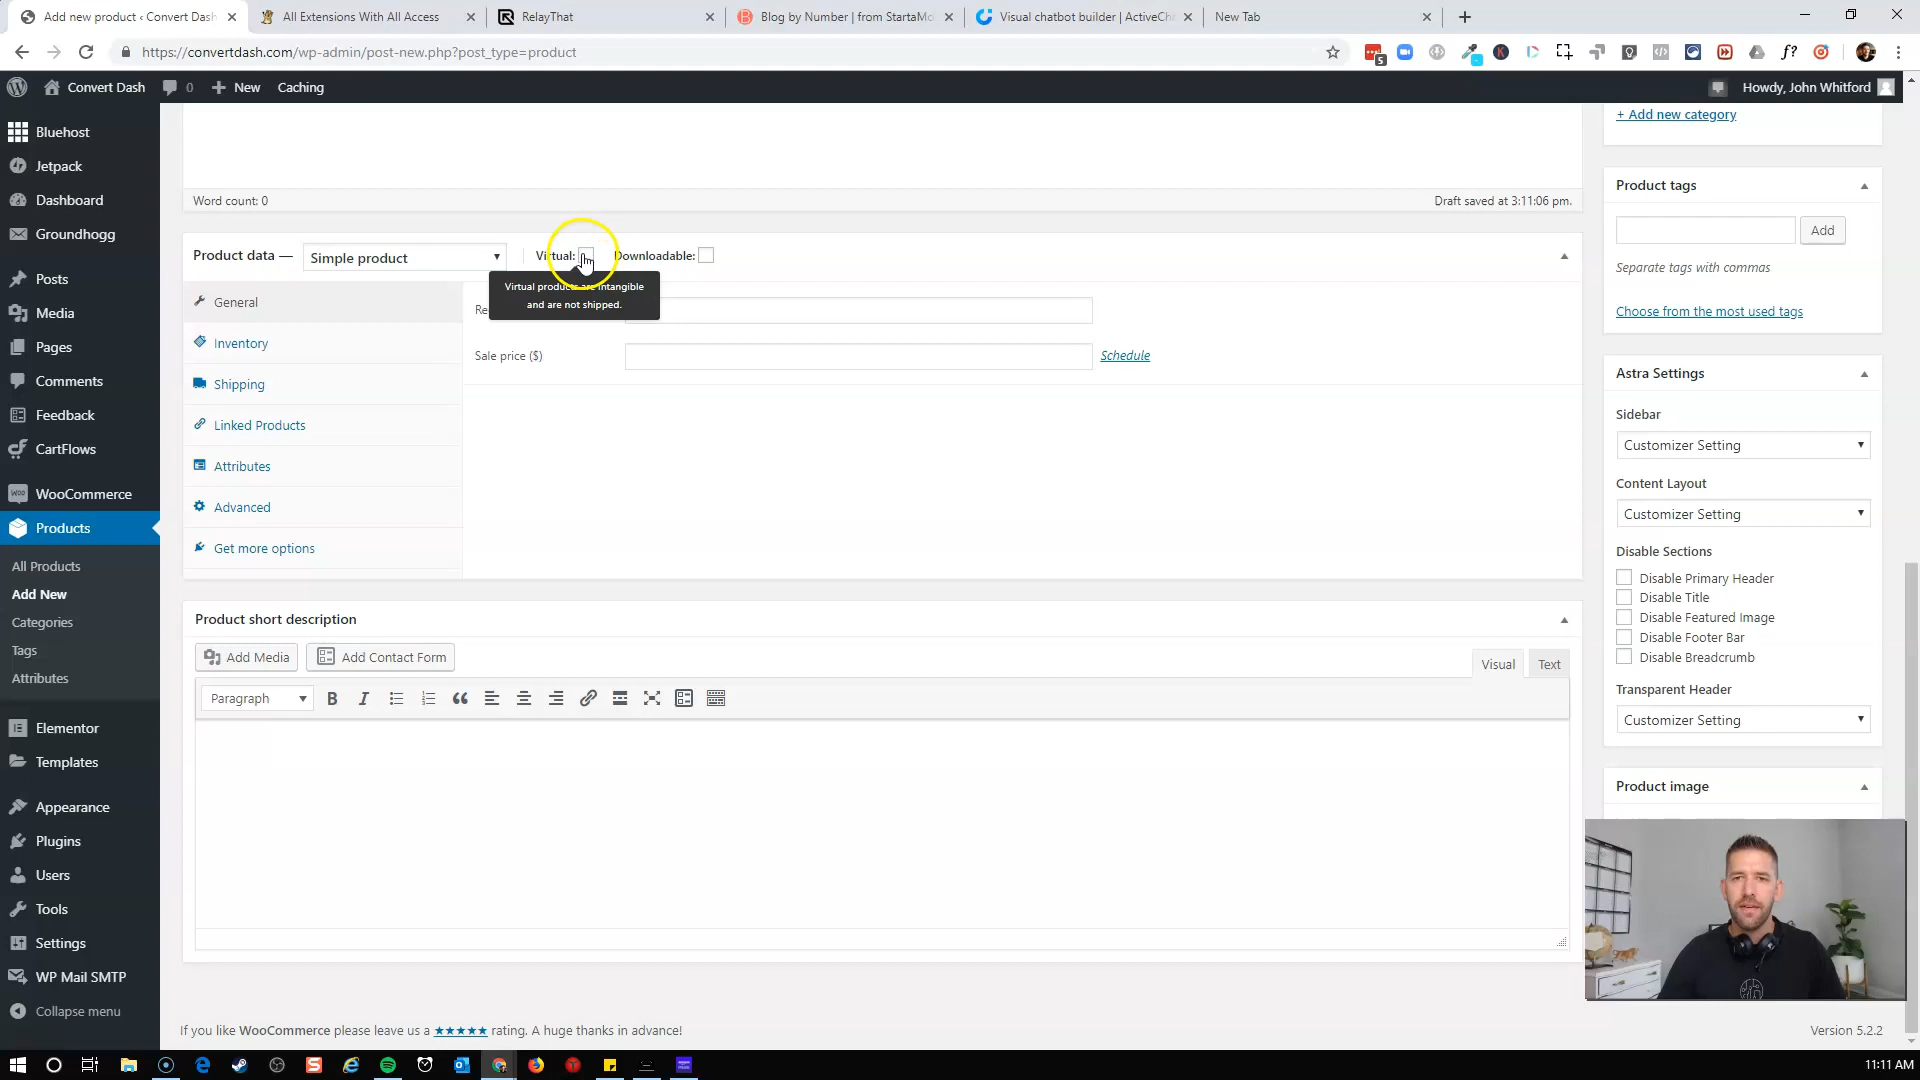 Add new product ‹ Convert Dash
All Extensions With All Access
RelayThat
Blog by Number | from StartaMo
Visual chatbot builder | ActiveCh
New Tab
https://convertdash.com/wp-admin/post-new.php?post_type=product
5
f?
Convert Dash
0
New
Caching
Howdy, John Whitford
Bluehost
Jetpack
Dashboard
Groundhogg
Posts
Media
Pages
Comments
Feedback
CartFlows
WooCommerce
Products
All Products
Add New
Categories
Tags
Attributes
Elementor
Templates
Appearance
Plugins
Users
Tools
Settings
WP Mail SMTP
Collapse menu
Word count: 0
Draft saved at 3:11:06 pm.
Product data —
Simple product
Virtual:
Downloadable:
Virtual products are intangible
and are not shipped.
General
Inventory
Shipping
Linked Products
Attributes
Advanced
Get more options
Re
Sale price ($)
Schedule
Product short description
Add Media
Add Contact Form
Visual
Text
Paragraph
B
I
If you like WooCommerce please leave us a ★★★★★ rating. A huge thanks in advance!
Version 5.2.2
+ Add new category
Product tags
Add
Separate tags with commas
Choose from the most used tags
Astra Settings
Sidebar
Customizer Setting
Content Layout
Customizer Setting
Disable Sections
Disable Primary Header
Disable Title
Disable Featured Image
Disable Footer Bar
Disable Breadcrumb
Transparent Header
Customizer Setting
Product image
11:11 AM